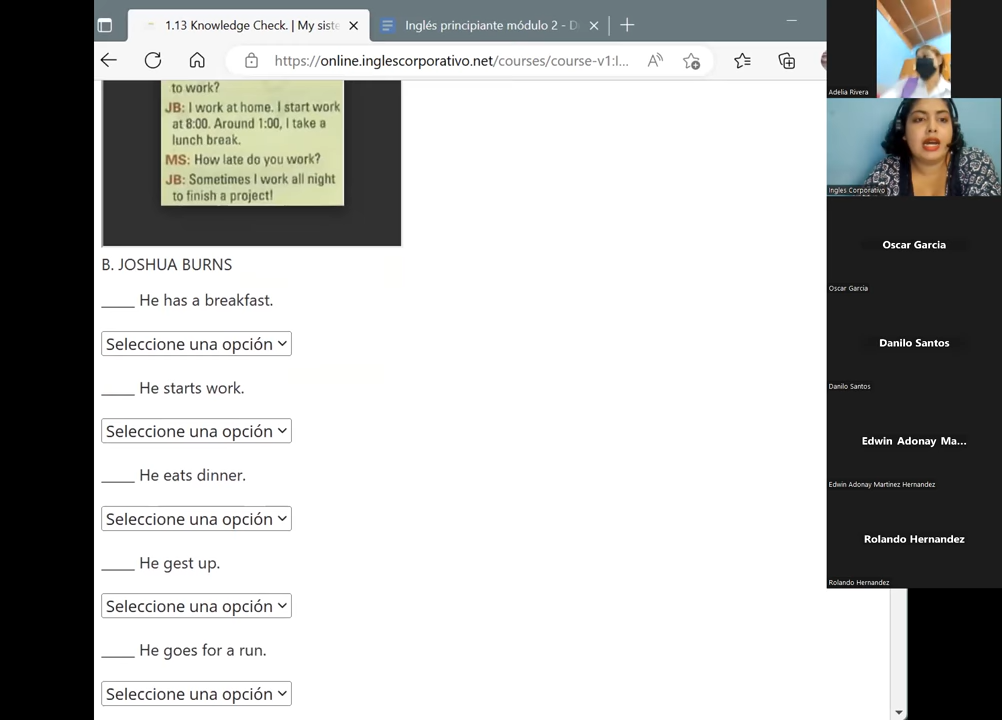 1.13 Knowledge Check. | My siste
Inglés principiante módulo 2 - D
https://online.inglescorporativo.net/courses/course-v1:l...
to work?
JB: I work at home. I start work
at 8:00. Around 1:00, I take a
lunch break.
MS: How late do you work?
JB: Sometimes I work all night
to finish a project!
B. JOSHUA BURNS
____ He has a breakfast.
Seleccione una opción
____ He starts work.
Seleccione una opción
____ He eats dinner.
Seleccione una opción
____ He gest up.
Seleccione una opción
____ He goes for a run.
Seleccione una opción
Adelia Rivera
Ingles Corporativo
Oscar Garcia
Oscar Garcia
Danilo Santos
Danilo Santos
Edwin Adonay Ma...
Edwin Adonay Martinez Hernandez
Rolando Hernandez
Rolando Hernandez